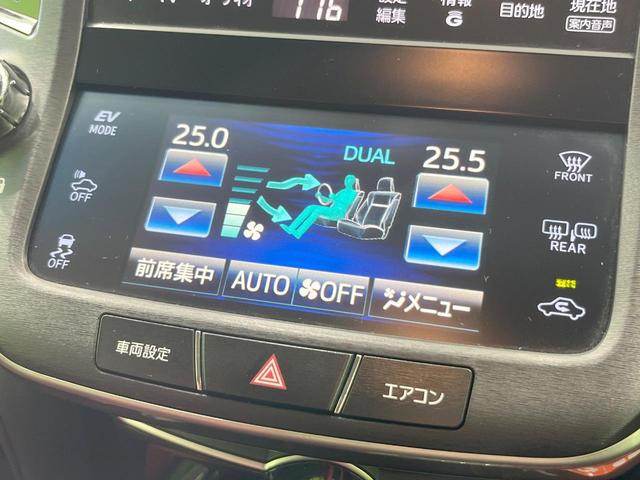 116
設定
編集
情報
G
目的地
現在地
案内音声
EV
MODE
25.0
DUAL
25.5
FRONT
OFF
REAR
OFF
前席集中
AUTO
OFF
メニュー
車両設定
エアコン